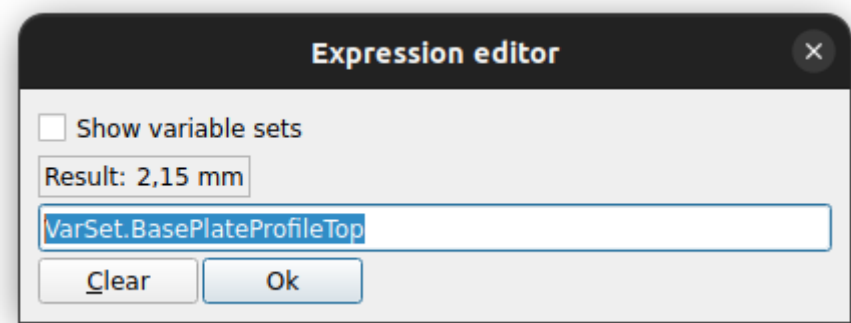 Expression editor
Show variable sets
Result: 2,15 mm
VarSet.BasePlateProfileTop
Clear
Ok